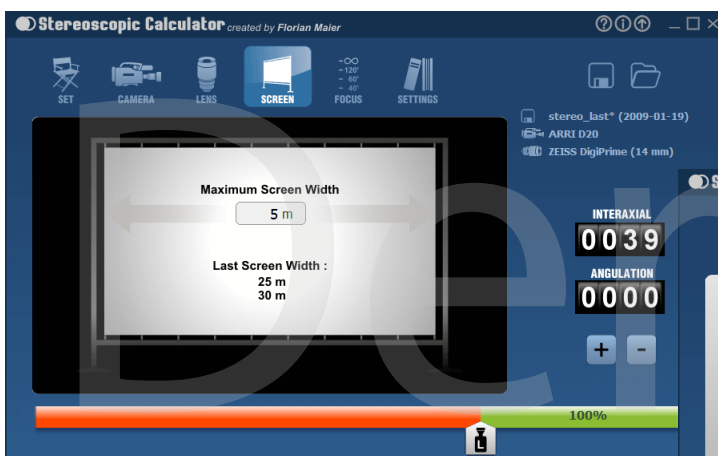 Stereoscopic Calculator created by Florian Maier
-∞
-120'
- 60'
- 40'
SET CAMERA LENS SCREEN FOCUS SETTINGS
stereo_last* (2009-01-19)
ARRI D20
ZEISS DigiPrime (14 mm)
Maximum Screen Width
5 m
Last Screen Width :
25 m
30 m
INTERAXIAL
0039
ANGULATION
0000
+ -
100%
L